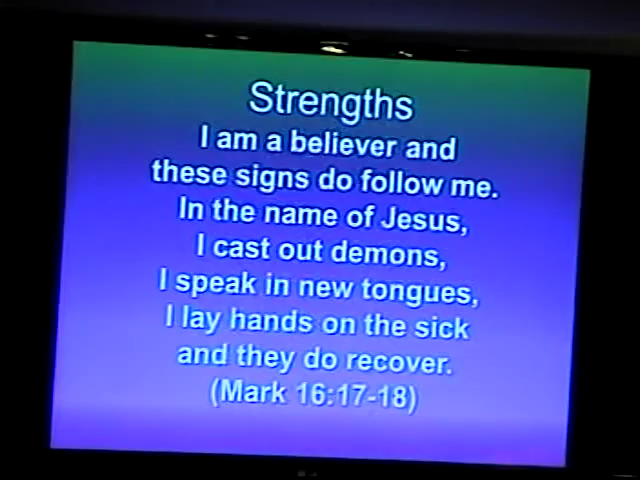 Strengths
I am a believer and
these signs do follow me.
In the name of Jesus,
I cast out demons,
I speak in new tongues,
I lay hands on the sick
and they do recover.
(Mark 16:17-18)